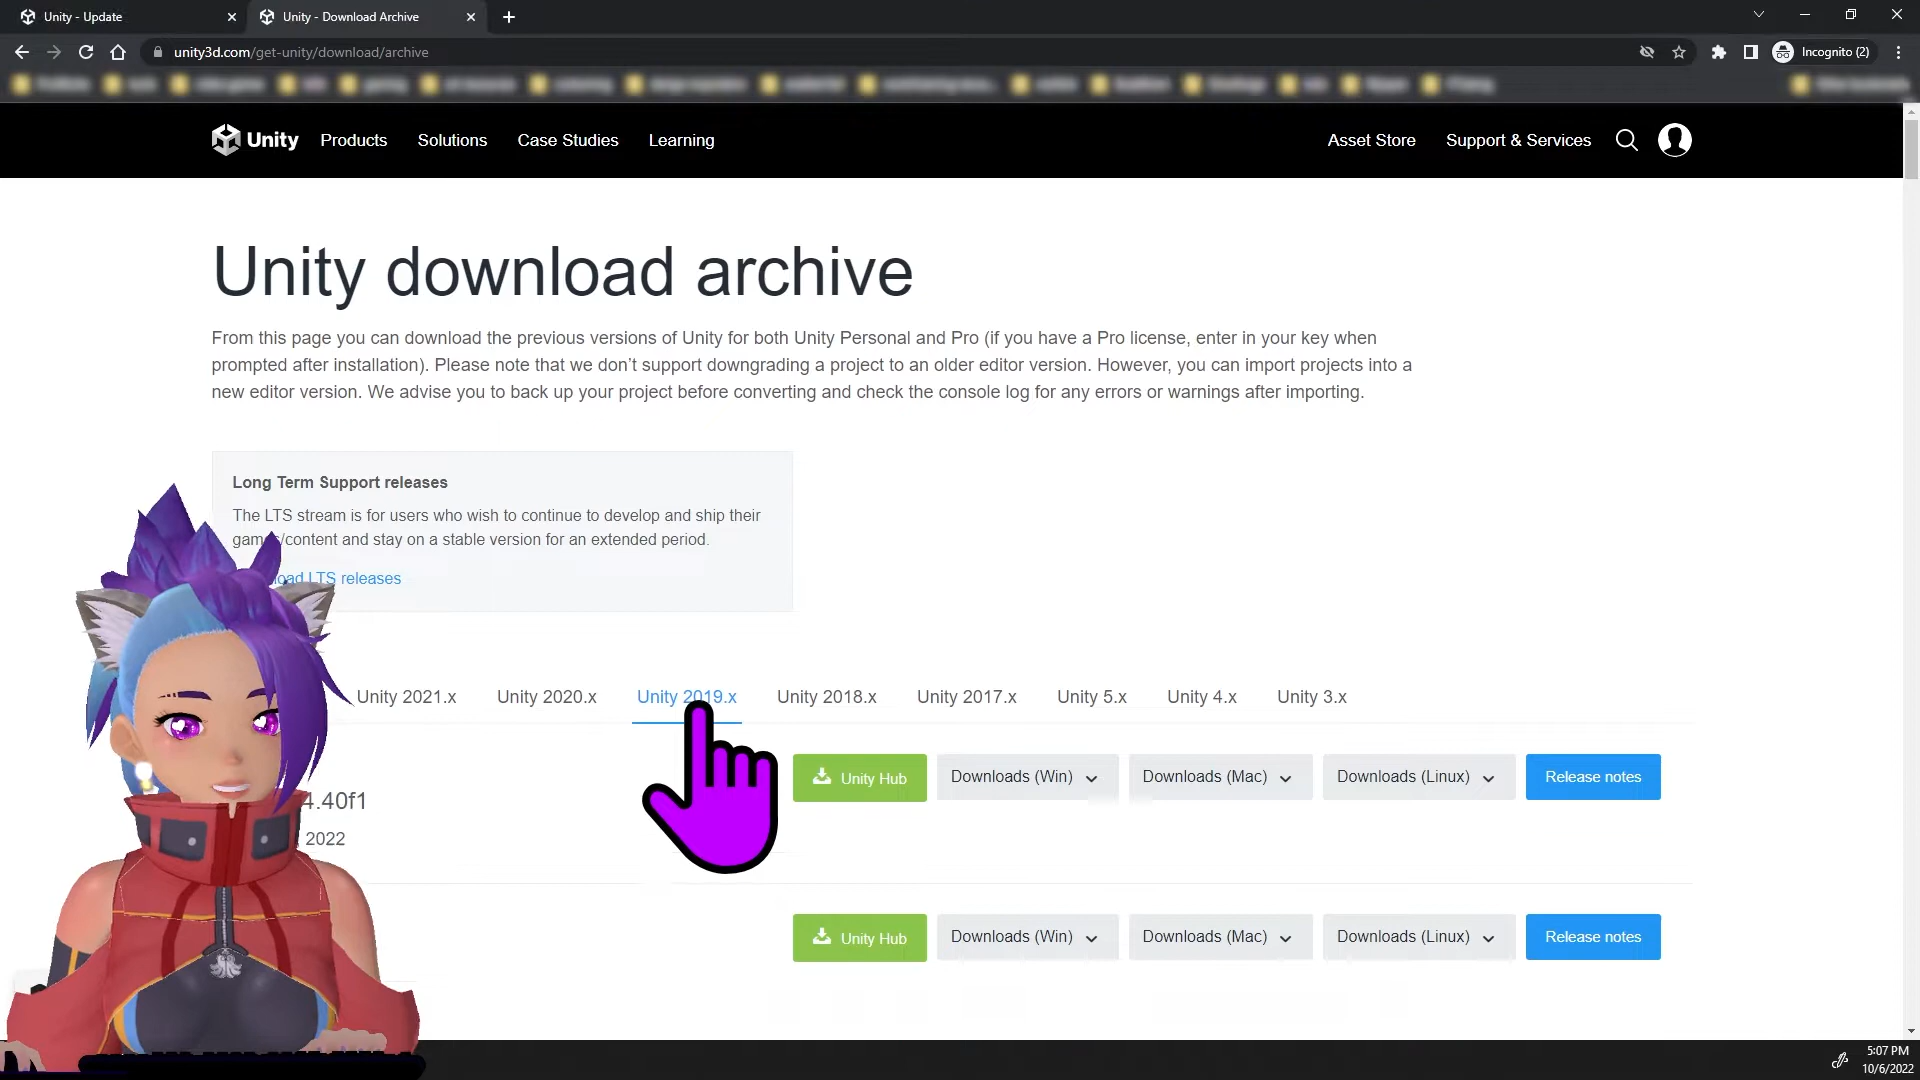 Unity - Update
Unity - Download Archive
unity3d.com/get-unity/download/archive
Incognito (2)
Unity Products Solutions Case Studies Learning Asset Store Support & Services
Unity download archive
From this page you can download the previous versions of Unity for both Unity Personal and Pro (if you have a Pro license, enter in your key when
prompted after installation). Please note that we don’t support downgrading a project to an older editor version. However, you can import projects into a
new editor version. We advise you to back up your project before converting and check the console log for any errors or warnings after importing.
Long Term Support releases
The LTS stream is for users who wish to continue to develop and ship their
/content and stay on a stable version for an extended period.
LTS releases
Unity 2021.x Unity 2020.x Unity 2019.x Unity 2018.x Unity 2017.x Unity 5.x Unity 4.x Unity 3.x
Unity Hub Downloads (Win) Downloads (Mac) Downloads (Linux) Release notes
4.40f1
2022
Unity Hub Downloads (Win) Downloads (Mac) Downloads (Linux) Release notes
5:07 PM
10/6/2022